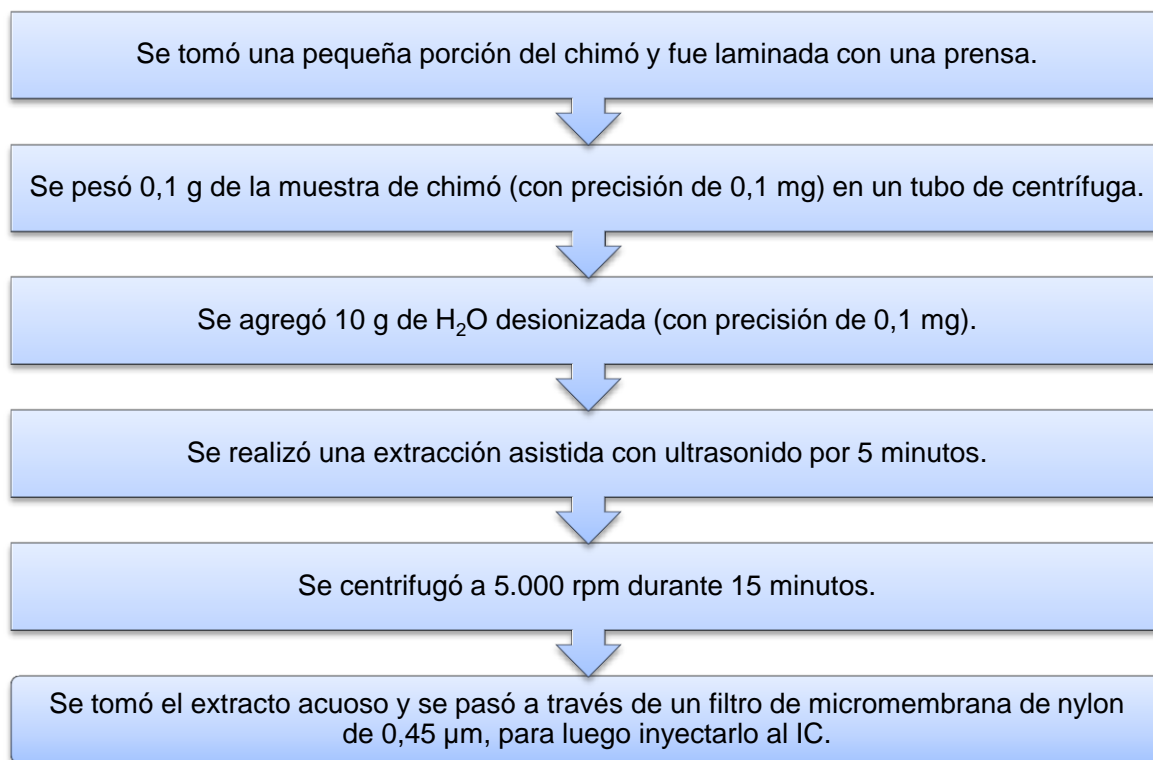 Se tomó una pequeña porción del chimó y fue laminada con una prensa.
Se pesó 0,1 g de la muestra de chimó (con precisión de 0,1 mg) en un tubo de centrífuga.
Se agregó 10 g de H₂O desionizada (con precisión de 0,1 mg).
Se realizó una extracción asistida con ultrasonido por 5 minutos.
Se centrifugó a 5.000 rpm durante 15 minutos.
Se tomó el extracto acuoso y se pasó a través de un filtro de micromembrana de nylon
de 0,45 µm, para luego inyectarlo al IC.